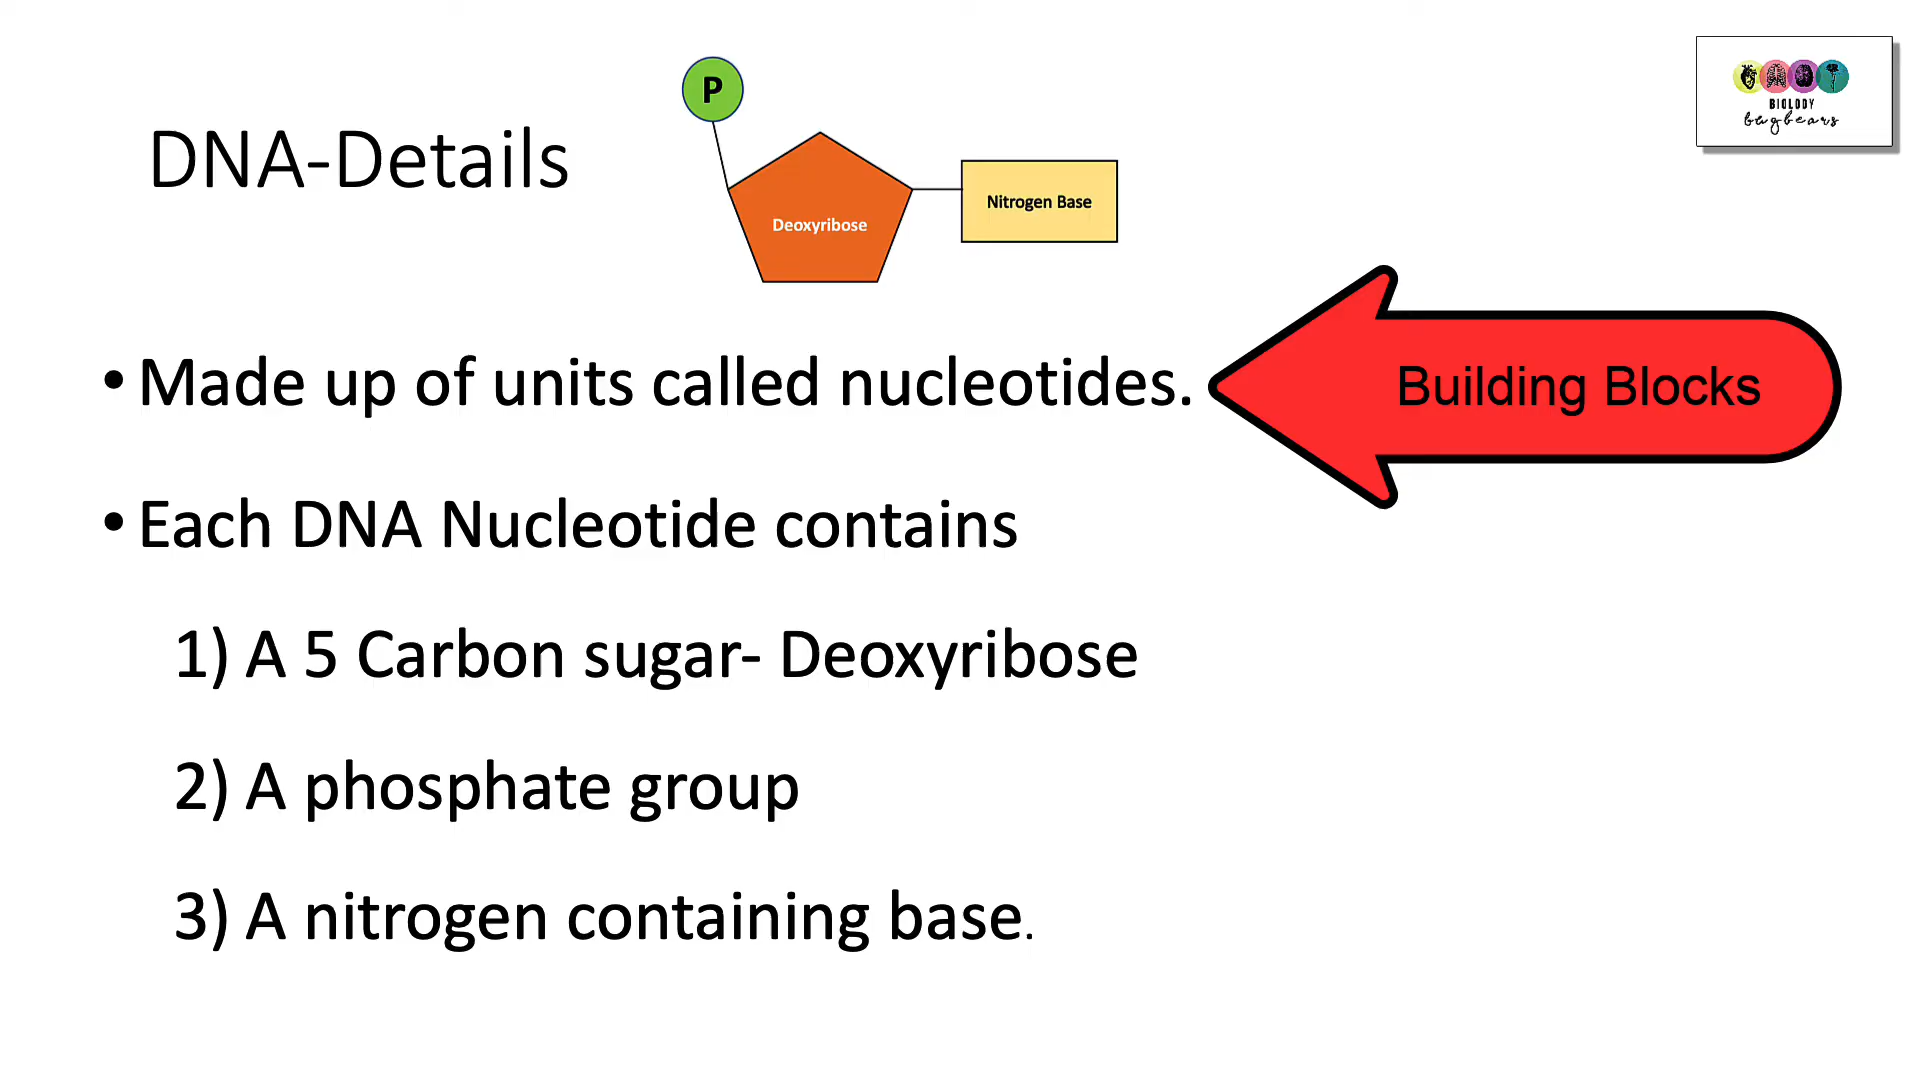 P
DNA-Details
Deoxyribose
Nitrogen Base
BIOLOGY
bugbears
• Made up of units called nucleotides.
Building Blocks
• Each DNA Nucleotide contains
1) A 5 Carbon sugar- Deoxyribose
2) A phosphate group
3) A nitrogen containing base.